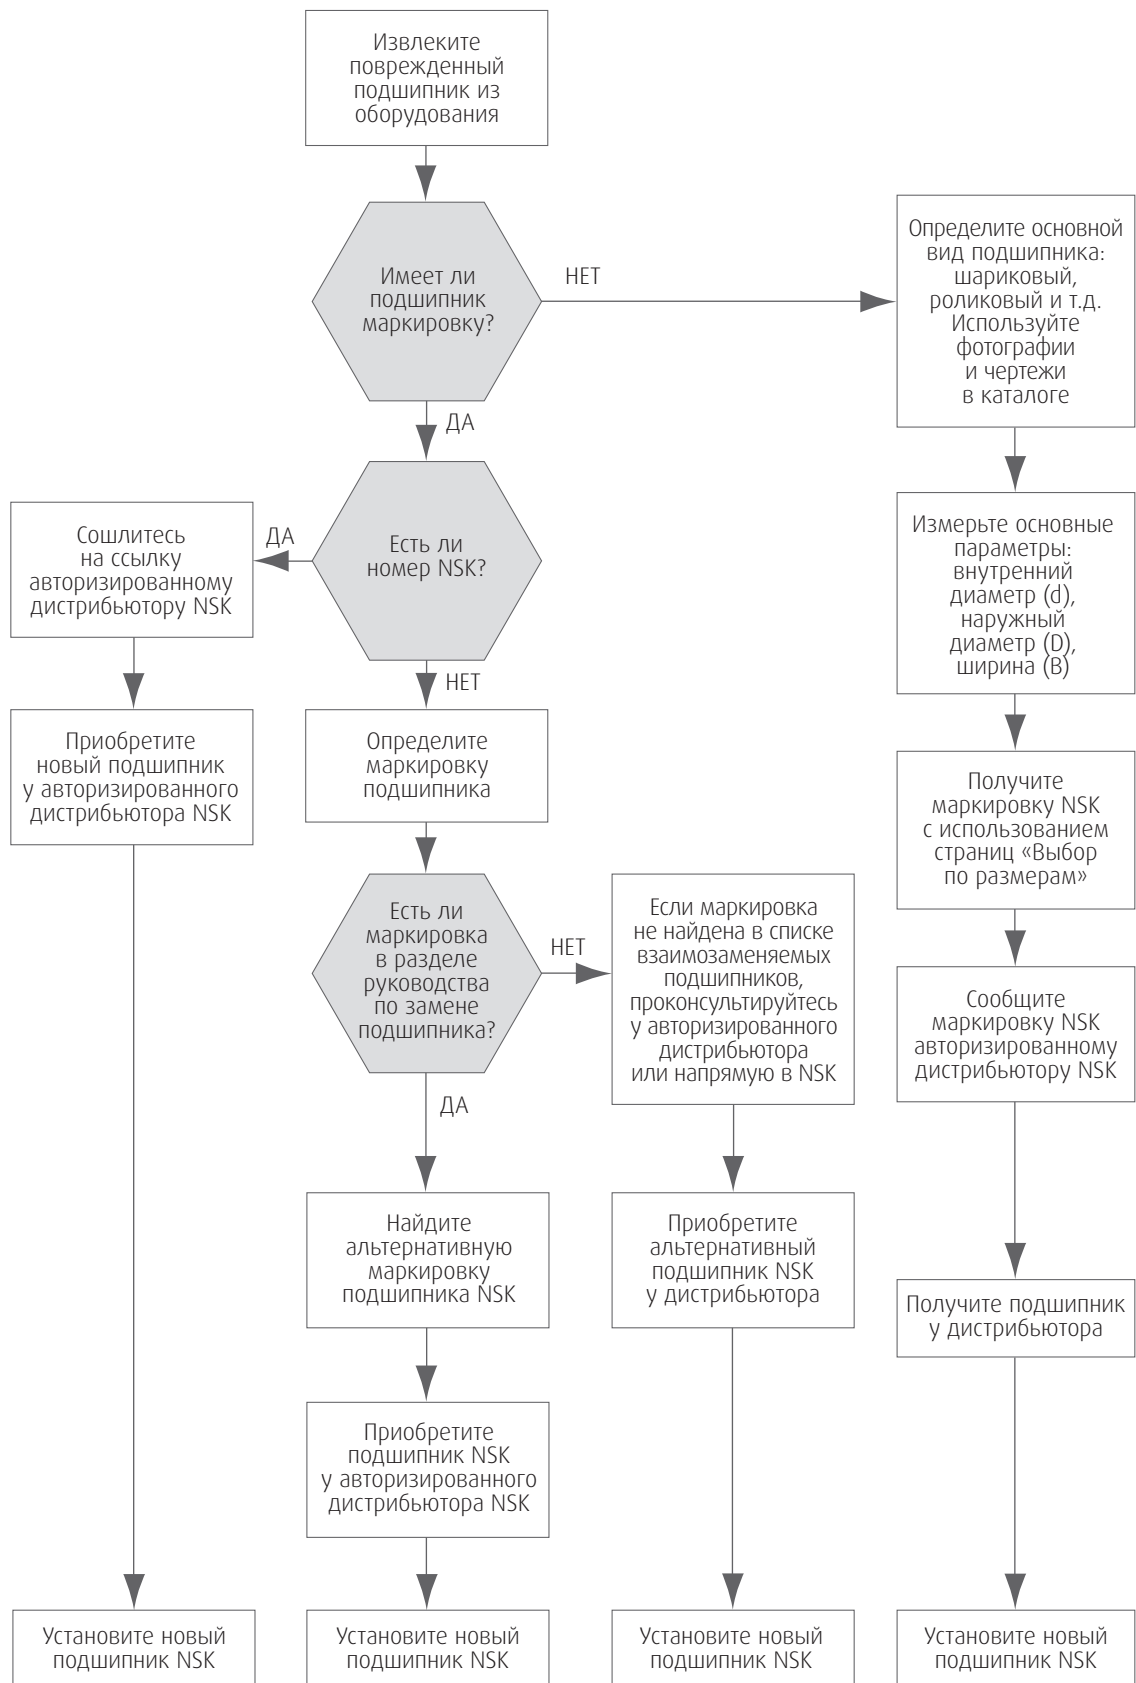 Извлеките
поврежденный
подшипник из
оборудования
Имеет ли
подшипник
маркировку?
НЕТ
Определите основной
вид подшипника:
шариковый,
роликовый и т.д.
Используйте
фотографии
и чертежи
в каталоге
ДА
Есть ли
номер NSK?
ДА
Сошлитесь
на ссылку
авторизированному
дистрибьютору NSK
Измерьте основные
параметры:
внутренний
диаметр (d),
наружный
диаметр (D),
ширина (B)
НЕТ
Приобретите
новый подшипник
у авторизированного
дистрибьютора NSK
Определите
маркировку
подшипника
Получите
маркировку NSK
с использованием
страниц «Выбор
по размерам»
Есть ли
маркировка
в разделе
руководства
по замене
подшипника?
НЕТ
Если маркировка
не найдена в списке
взаимозаменяемых
подшипников,
проконсультируйтесь
у авторизированного
дистрибьютора
или напрямую в NSK
Сообщите
маркировку NSK
авторизированному
дистрибьютору NSK
ДА
Найдите
альтернативную
маркировку
подшипника NSK
Приобретите
альтернативный
подшипник NSK
у дистрибьютора
Получите подшипник
у дистрибьютора
Приобретите
подшипник NSK
у авторизированного
дистрибьютора NSK
Установите новый
подшипник NSK
Установите новый
подшипник NSK
Установите новый
подшипник NSK
Установите новый
подшипник NSK